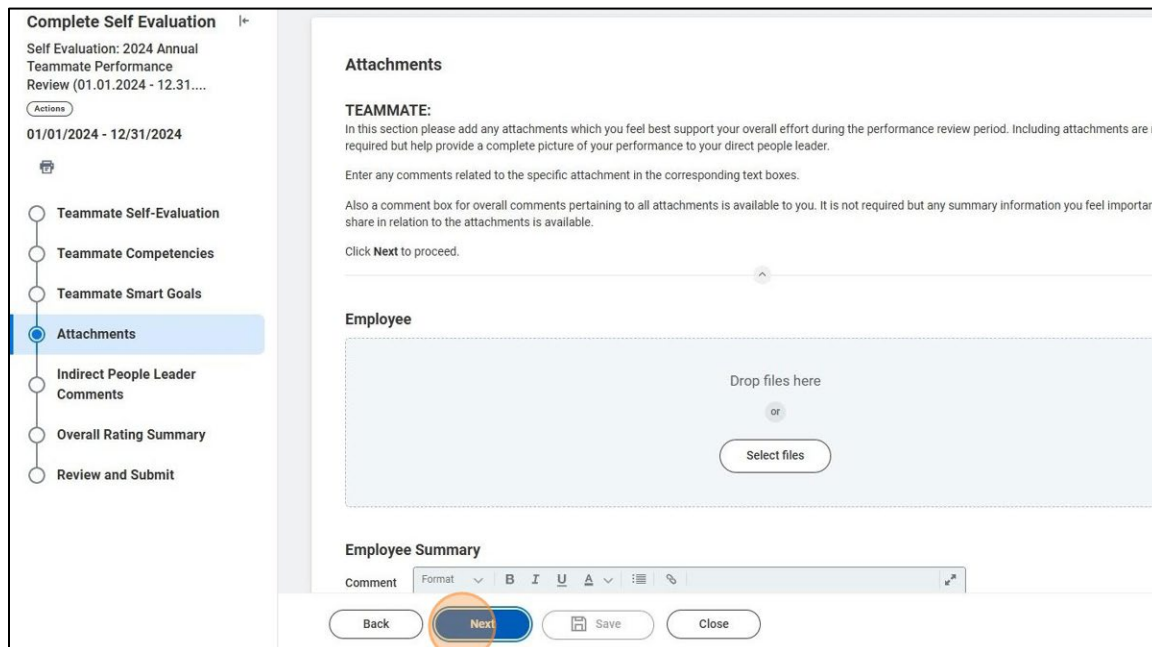 Complete Self Evaluation
Self Evaluation: 2024 Annual
Teammate Performance
Review (01.01.2024 - 12.31....
Actions
01/01/2024 - 12/31/2024
Teammate Self-Evaluation
Teammate Competencies
Teammate Smart Goals
Attachments
Indirect People Leader
Comments
Overall Rating Summary
Review and Submit
Attachments
TEAMMATE:
In this section please add any attachments which you feel best support your overall effort during the performance review period. Including attachments are
required but help provide a complete picture of your performance to your direct people leader.
Enter any comments related to the specific attachment in the corresponding text boxes.
Also a comment box for overall comments pertaining to all attachments is available to you. It is not required but any summary information you feel importan
share in relation to the attachments is available.
Click Next to proceed.
Employee
Drop files here
or
Select files
Employee Summary
Comment Format B I U A
Back Next Save Close